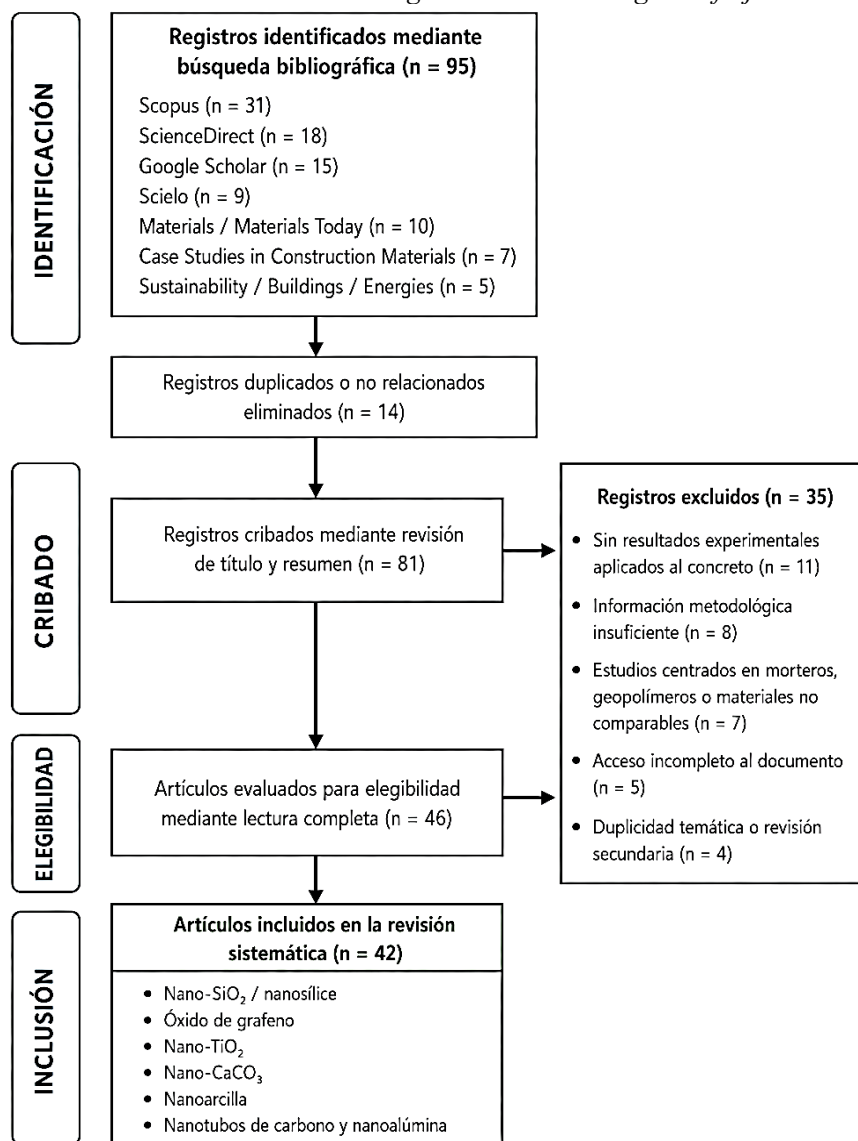 Registros identificados mediante
búsqueda bibliográfica (n = 95)
Scopus (n = 31)
ScienceDirect (n = 18)
Google Scholar (n = 15)
Scielo (n = 9)
Materials / Materials Today (n = 10)
Case Studies in Construction Materials (n = 7)
Sustainability / Buildings / Energies (n = 5)
IDENTIFICACIÓN
Registros duplicados o no relacionados
eliminados (n = 14)
CRIBADO
Registros cribados mediante revisión
de título y resumen (n = 81)
Registros excluidos (n = 35)
• Sin resultados experimentales
aplicados al concreto (n = 11)
• Información metodológica
insuficiente (n = 8)
• Estudios centrados en morteros,
geopolímeros o materiales no
comparables (n = 7)
• Acceso incompleto al documento
(n = 5)
• Duplicidad temática o revisión
secundaria (n = 4)
ELEGIBILIDAD
Artículos evaluados para elegibilidad
mediante lectura completa (n = 46)
INCLUSIÓN
Artículos incluidos en la revisión
sistemática (n = 42)
• Nano-SiO₂ / nanosílice
• Óxido de grafeno
• Nano-TiO₂
• Nano-CaCO₃
• Nanoarcilla
• Nanotubos de carbono y nanoalúmina